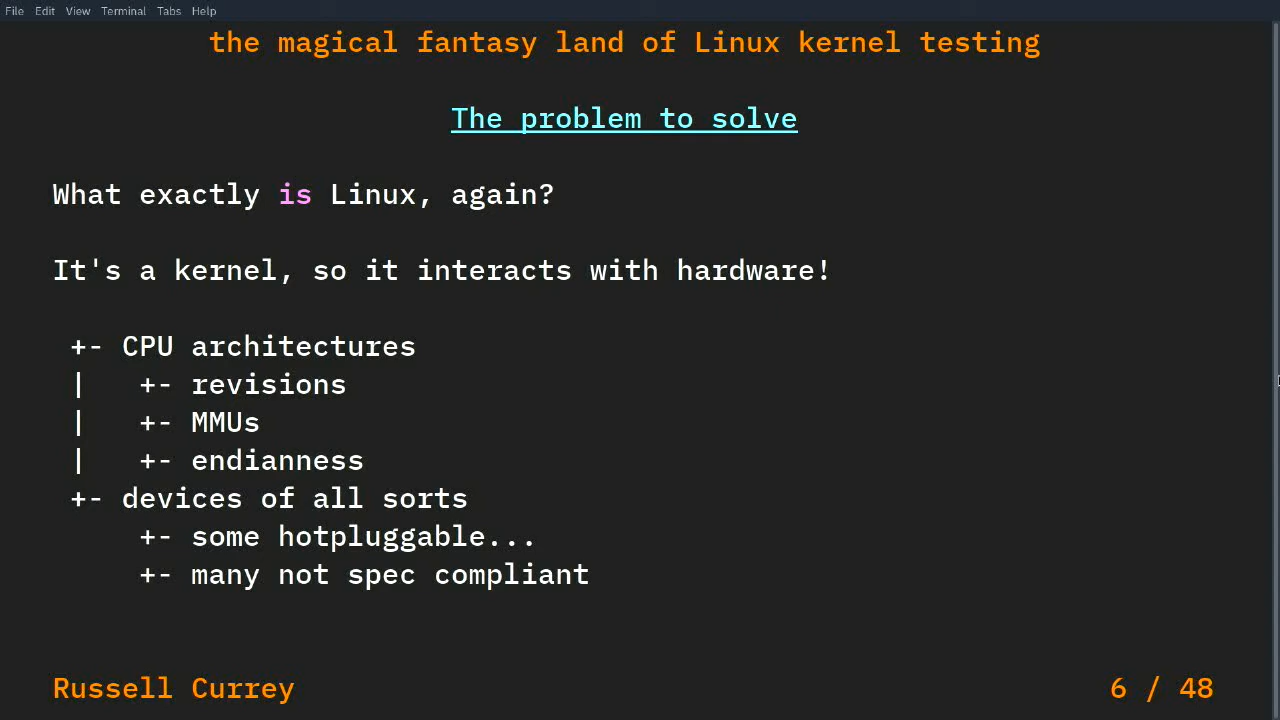 File Edit View Terminal Tabs Help
the magical fantasy land of Linux kernel testing
The problem to solve
What exactly is Linux, again?
It's a kernel, so it interacts with hardware!
+- CPU architectures
|   +- revisions
|   +- MMUs
|   +- endianness
+- devices of all sorts
    +- some hotpluggable...
    +- many not spec compliant
Russell Currey 6 / 48